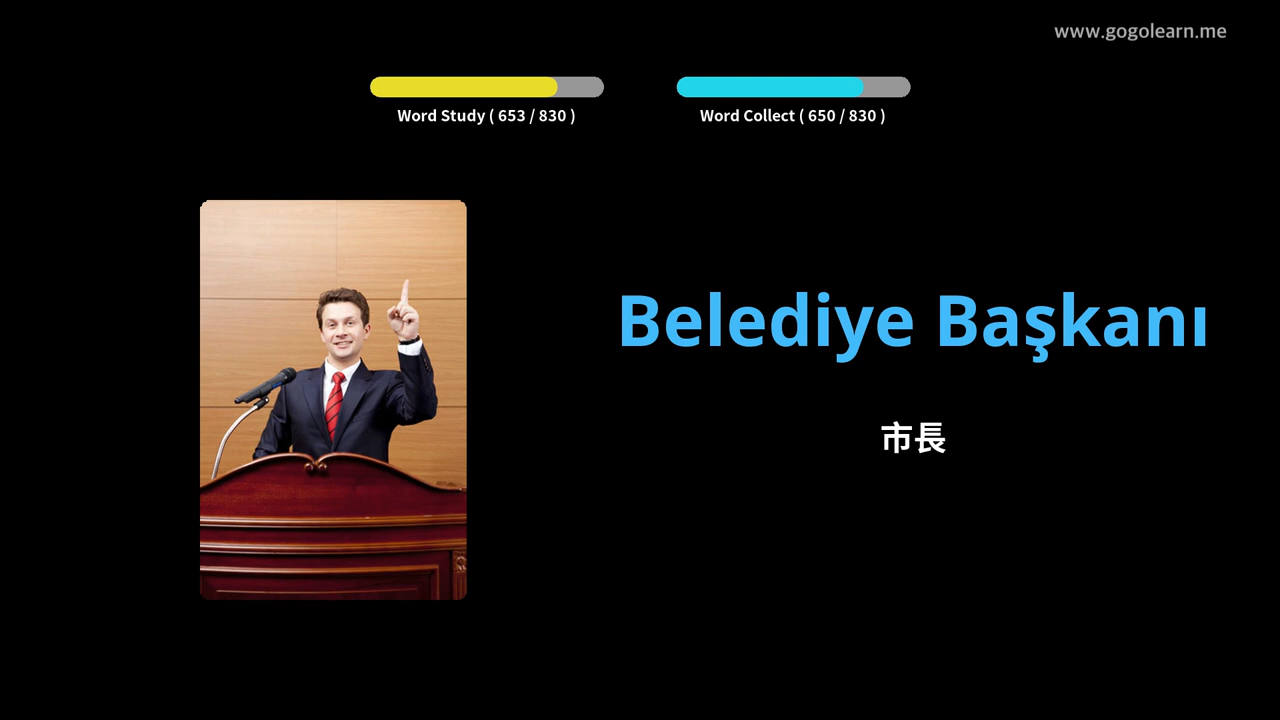 www.gogolearn.me
Word Study ( 653 / 830 )
Word Collect ( 650 / 830 )
Belediye Başkanı
市長